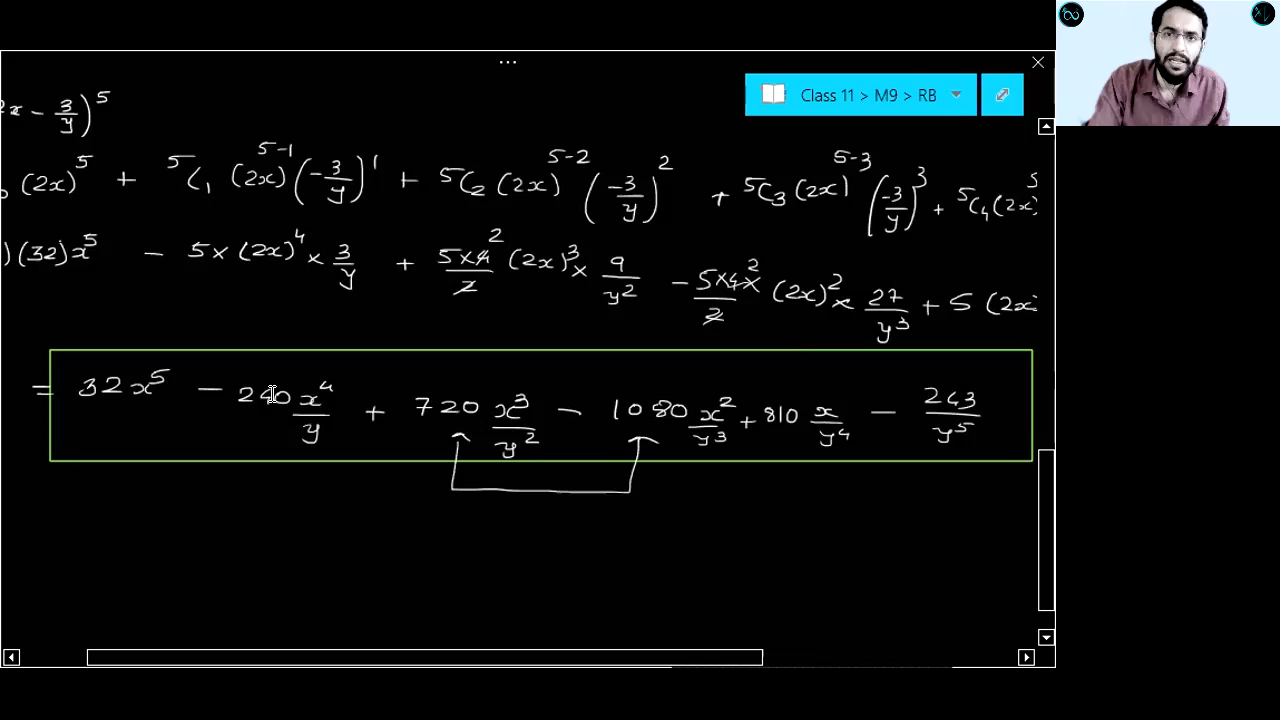 Class 11 > M9 > RB
2x - 3/y)^5
(2x)^5 + 5C1 (2x)^5-1 (-3/y)^1 + 5C2 (2x)^5-2 (-3/y)^2 + 5C3 (2x)^5-3 (-3/y)^3 + 5C4 (2x)^5
)(32)x^5 - 5 × (2x)^4 × 3/y + 5×4^2/2 (2x)^3 × 9/y^2 - 5×4^2×/2 (2x)^2 × 27/y^3 + 5 (2x
= 32x^5 - 240 x^4/y + 720 x^3/y^2 - 1080 x^2/y^3 + 810 x/y^4 - 243/y^5